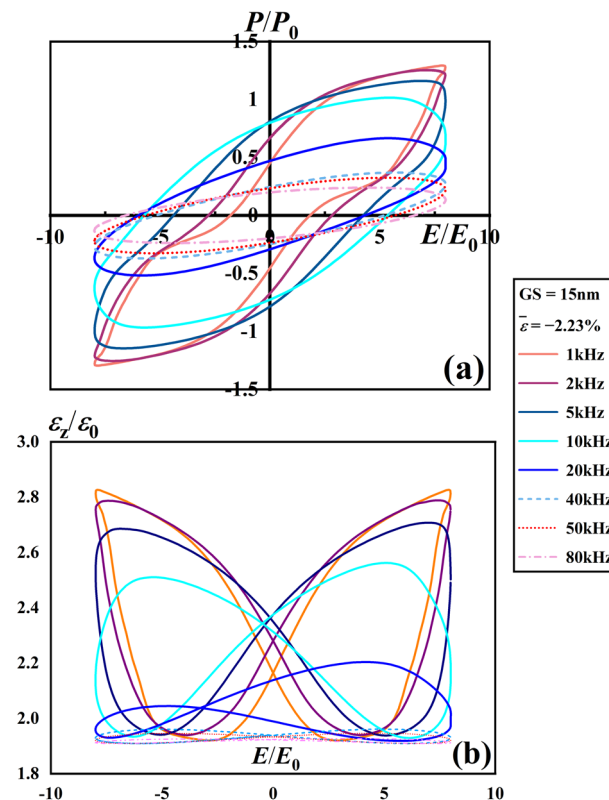 P/P₀
1.5
1
0.5
0
-0.5
-1
-1.5
-10
-5
5
10
E/E₀
(a)
GS = 15nm
ε̅ = −2.23%
1kHz
2kHz
5kHz
10kHz
20kHz
40kHz
50kHz
80kHz
ε_z/ε₀
3.0
2.8
2.6
2.4
2.2
2.0
1.8
E/E₀
(b)
-10
-5
0
5
10